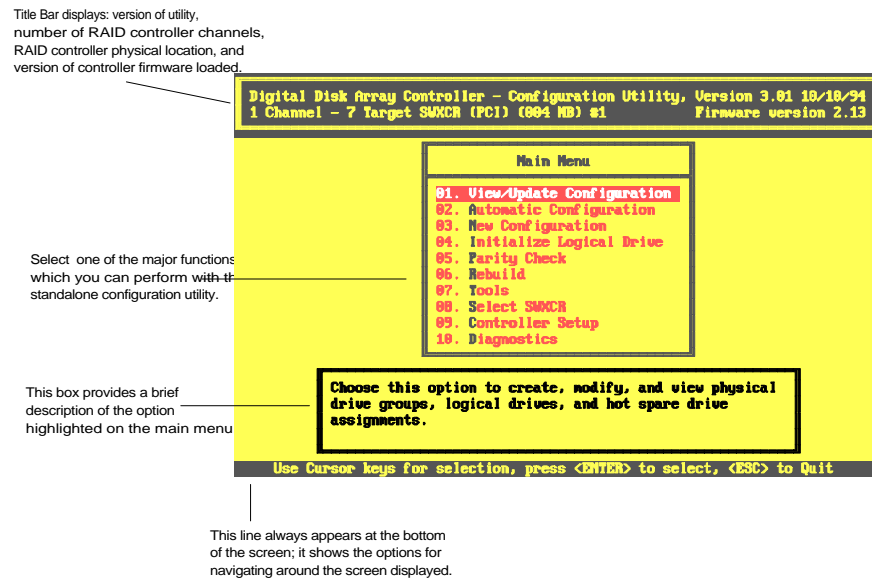 Title Bar displays: version of utility,
number of RAID controller channels,
RAID controller physical location, and
version of controller firmware loaded.
Digital Disk Array Controller – Configuration Utility, Version 3.01 10/10/94
1 Channel – 7 Target SWXCR (PCI) (004 MB) #1 Firmware version 2.13
Main Menu
01. View/Update Configuration
02. Automatic Configuration
03. New Configuration
04. Initialize Logical Drive
05. Parity Check
06. Rebuild
07. Tools
08. Select SWXCR
09. Controller Setup
10. Diagnostics
Select one of the major functions
which you can perform with th
standalone configuration utility.
This box provides a brief
description of the option
highlighted on the main menu
Choose this option to create, modify, and view physical
drive groups, logical drives, and hot spare drive
assignments.
Use Cursor keys for selection, press <ENTER> to select, <ESC> to Quit
This line always appears at the bottom
of the screen; it shows the options for
navigating around the screen displayed.